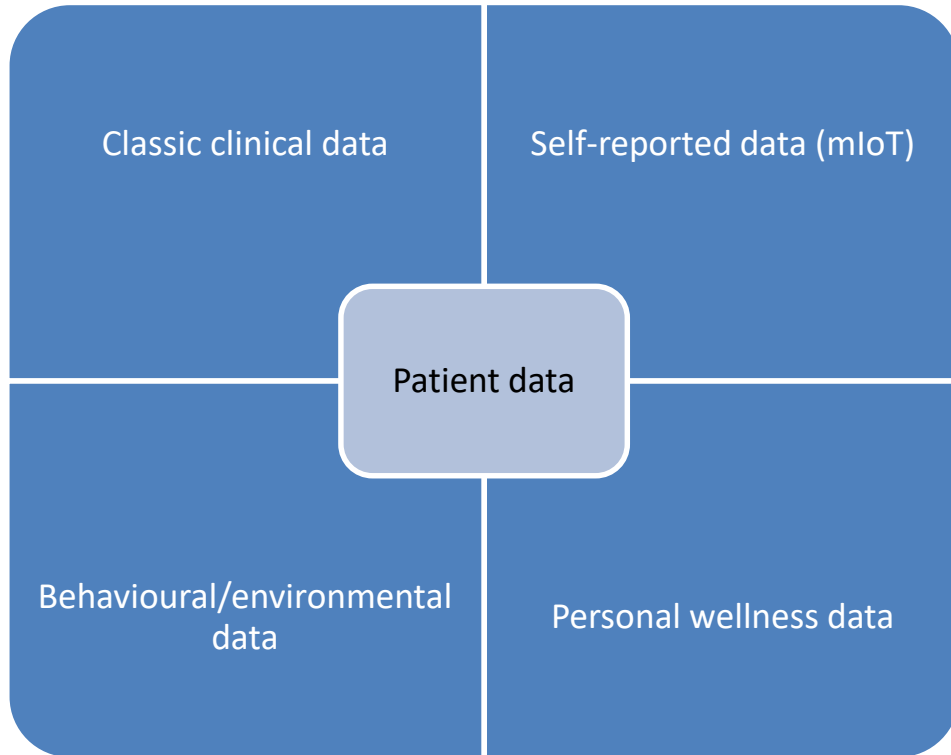 Classic clinical data
Self-reported data (mIoT)
Patient data
Behavioural/environmental
data
Personal wellness data